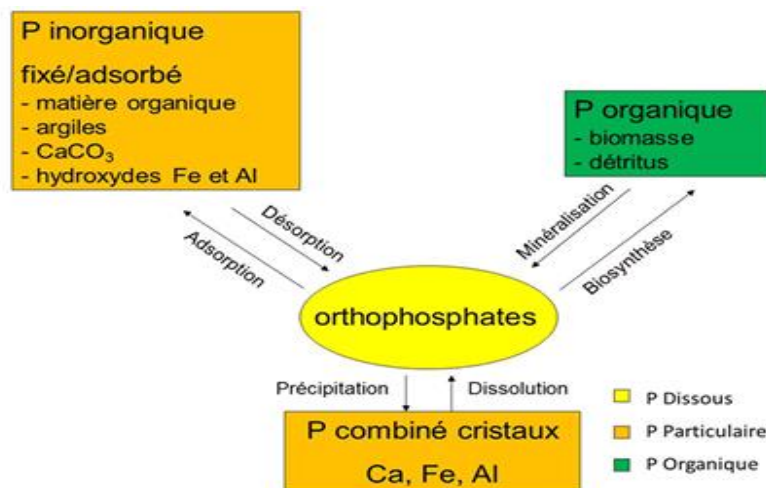 P inorganique
fixé/adsorbé
- matière organique
- argiles
- CaCO₃
- hydroxydes Fe et Al
P organique
- biomasse
- détritus
Désorption
Adsorption
Minéralisation
Biosynthèse
orthophosphates
Précipitation
Dissolution
P combiné cristaux
Ca, Fe, Al
P Dissous
P Particulaire
P Organique